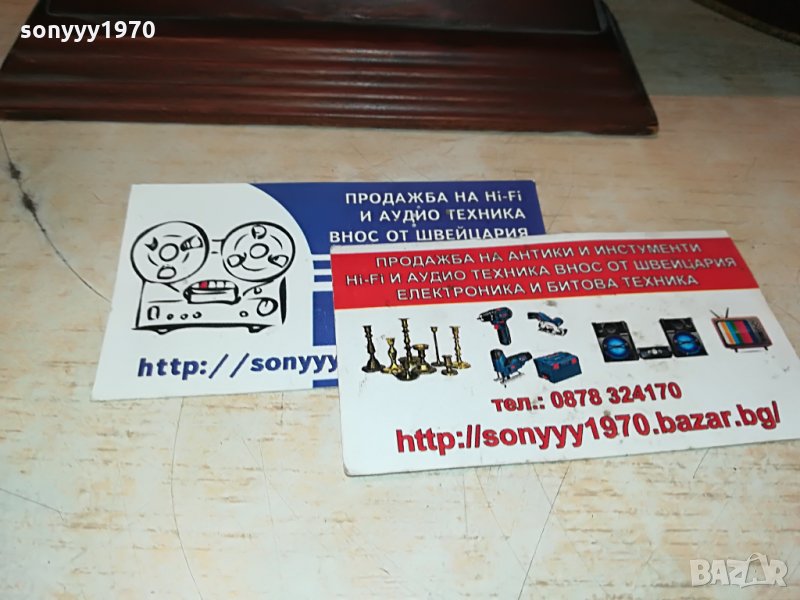 sonyyy1970
ПРОДАЖБА НА Hi-Fi
И АУДИО ТЕХНИКА
ВНОС ОТ ШВЕЙЦАРИЯ
http://sonyyy
ПРОДАЖБА НА АНТИКИ И ИНСТУМЕНТИ
Hi-Fi И АУДИО ТЕХНИКА ВНОС ОТ ШВЕИЦАРИЯ
ЕЛЕКТРОНИКА И БИТОВА ТЕХНИКА
тел.: 0878 324170
http://sonyyy1970.bazar.bg/
BAZAR